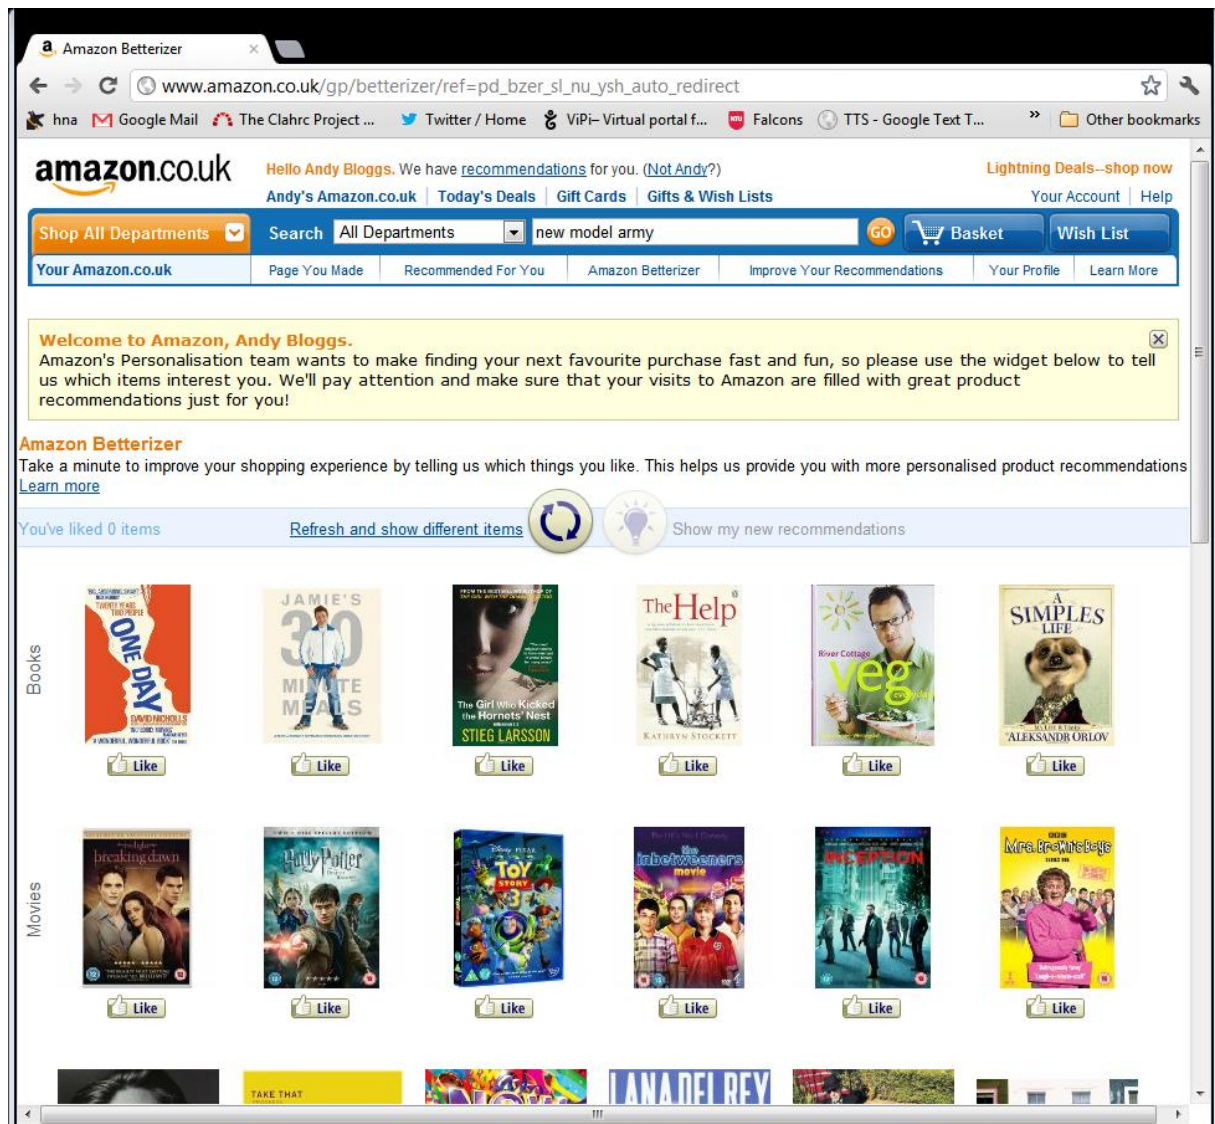 Amazon Betterizer
www.amazon.co.uk/gp/betterizer/ref=pd_bzer_sl_nu_ysh_auto_redirect
hna Google Mail The Clahrc Project ... Twitter / Home ViPi– Virtual portal f... Falcons TTS - Google Text T... » Other bookmarks
amazon.co.uk Hello Andy Bloggs. We have recommendations for you. (Not Andy?) Lightning Deals--shop now
Andy's Amazon.co.uk Today's Deals Gift Cards Gifts & Wish Lists Your Account Help
Shop All Departments Search All Departments new model army GO Basket Wish List
Your Amazon.co.uk Page You Made Recommended For You Amazon Betterizer Improve Your Recommendations Your Profile Learn More
Welcome to Amazon, Andy Bloggs.
Amazon's Personalisation team wants to make finding your next favourite purchase fast and fun, so please use the widget below to tell
us which items interest you. We'll pay attention and make sure that your visits to Amazon are filled with great product
recommendations just for you!
Amazon Betterizer
Take a minute to improve your shopping experience by telling us which things you like. This helps us provide you with more personalised product recommendations
Learn more
You've liked 0 items Refresh and show different items Show my new recommendations
Books
TWENTY YEARS
TWO PEOPLE
ONE DAY
DAVID NICHOLLS
JAMIE'S
30
MINUTE
MEALS
The Girl Who Kicked
the Hornets' Nest
STIEG LARSSON
The Help
KATHRYN STOCKETT
River Cottage
veg
everyday
A
SIMPLES
LIFE
ALEKSANDR ORLOV
Like Like Like Like Like Like
Movies
twilight
breaking dawn
Harry Potter
Disney PIXAR
TOY
STORY
3
the
inbetweeners
movie
INCEPTION
BBC
Mrs. Brown's Boys
Like Like Like Like Like Like
TAKE THAT
NOW
LANA DEL REY